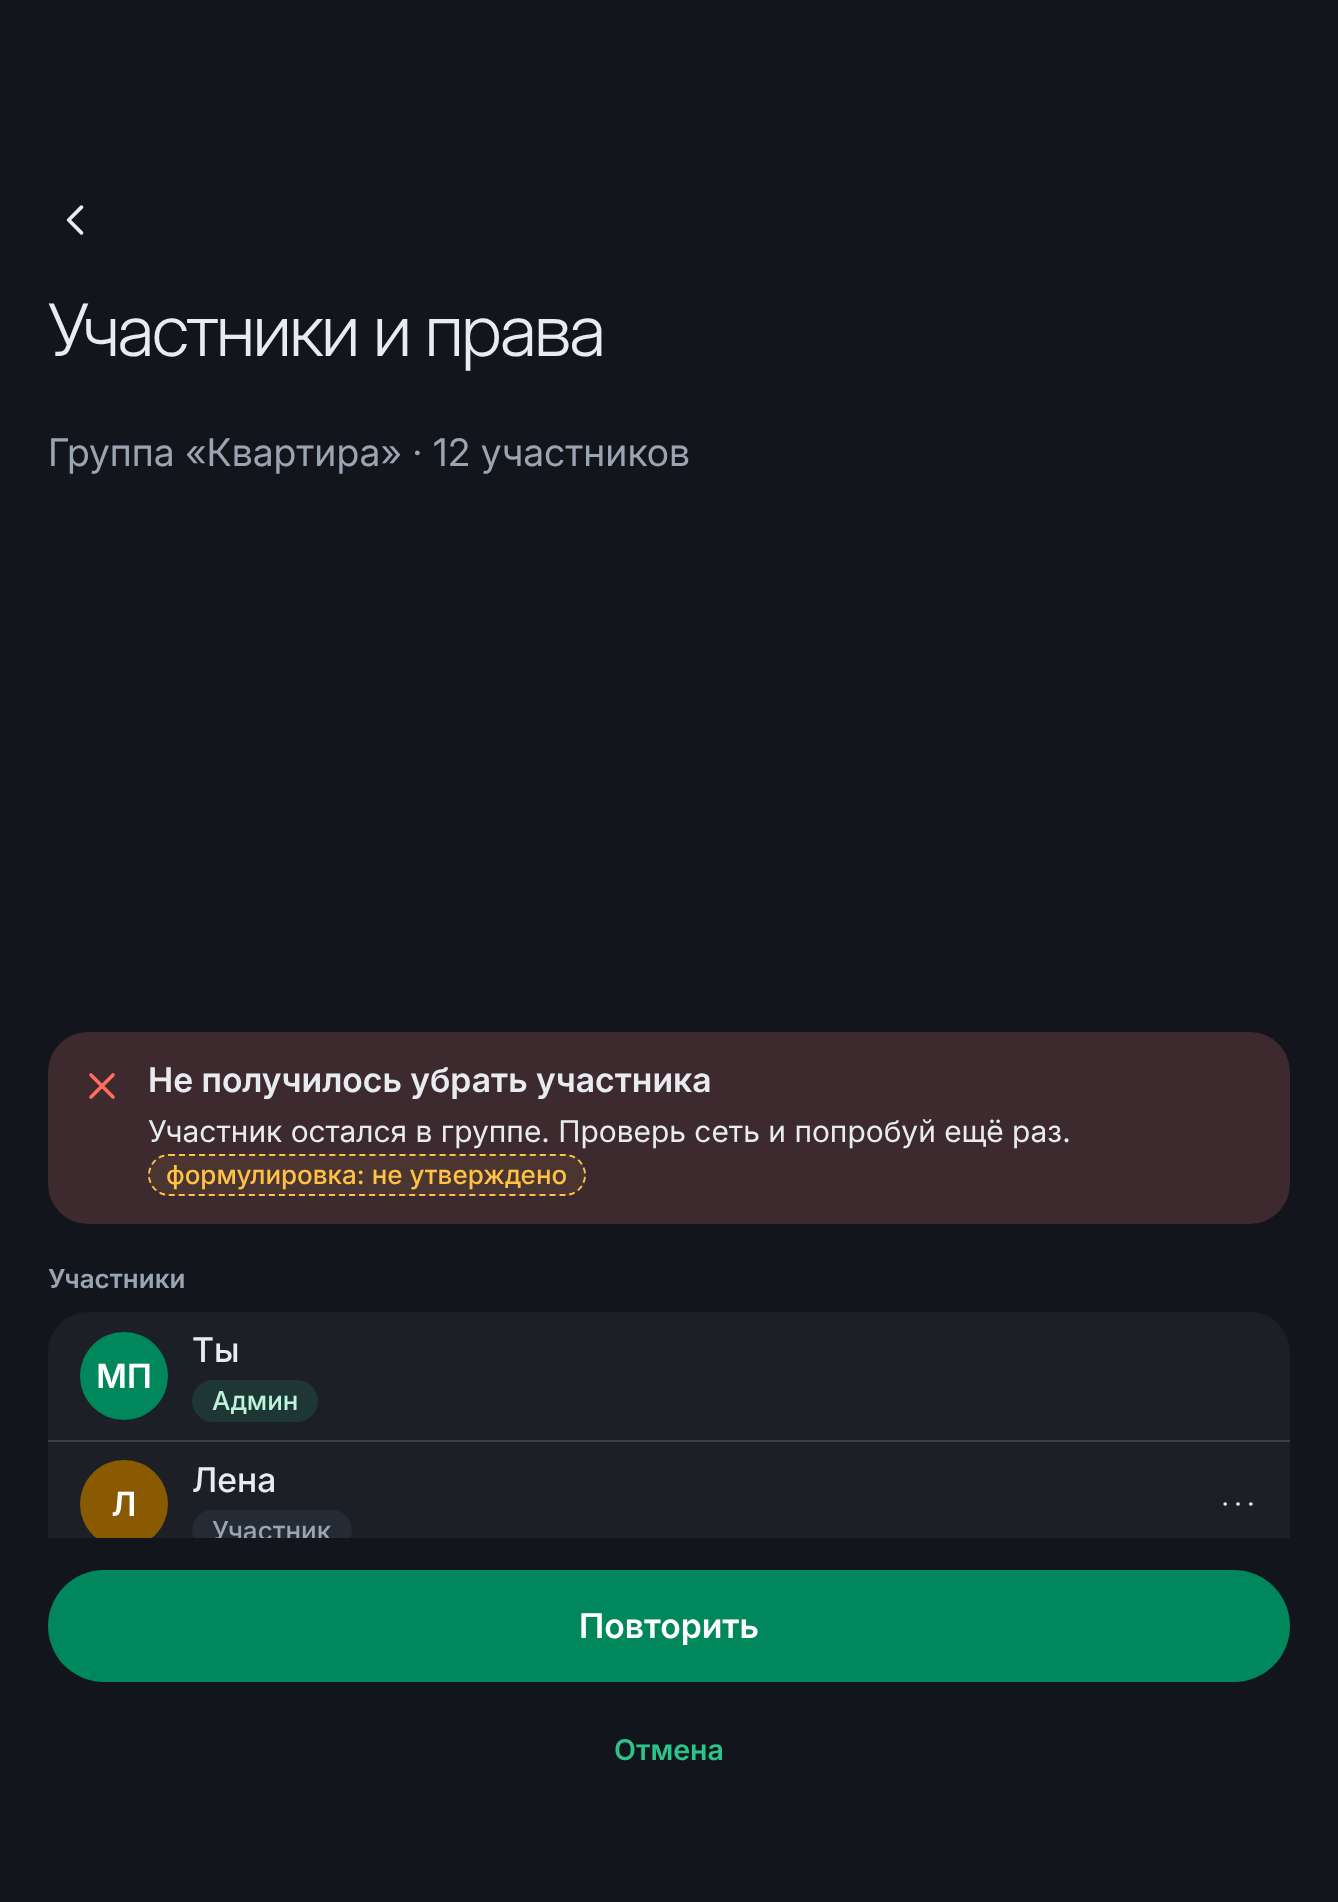 Участники и права
Группа «Квартира» · 12 участников
Не получилось убрать участника
Участник остался в группе. Проверь сеть и попробуй ещё раз.
формулировка: не утверждено
Участники
МП
Ты
Админ
Л
Лена
Участник
Повторить
Отмена